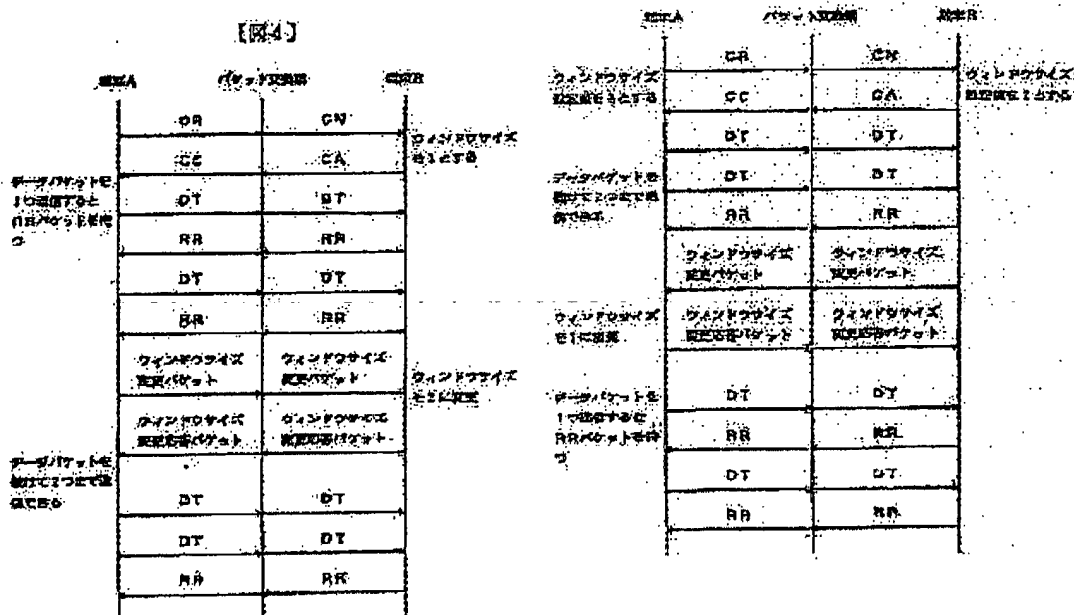 【図4】
端末A パケット交換網 端末B
CR CN
ウィンドウサイズ
を1とする
CC CA
データパケットを
1つ送信すると
RRパケットを待
つ
DT DT
RR RR
DT DT
RR RR
ウィンドウサイズ ウィンドウサイズ
変更パケット 変更パケット
ウィンドウサイズ
を2に変更
ウィンドウサイズ ウィンドウサイズ
変更応答パケット 変更応答パケット
データパケットを
続けて2つまで送
信できる
DT DT
DT DT
RR RR
端末A パケット交換網 端末B
CR CN
ウィンドウサイズ
ウィンドウサイズ
CC CA
DT DT
データパケットを
続けて2つまで送
信できる
DT DT
RR RR
ウィンドウサイズ ウィンドウサイズ
変更パケット 変更パケット
ウィンドウサイズ
を1に変更
ウィンドウサイズ ウィンドウサイズ
変更応答パケット 変更応答パケット
データパケットを
1つ送信すると
RRパケットを待
つ
DT DT
RR RR
DT DT
RR RR